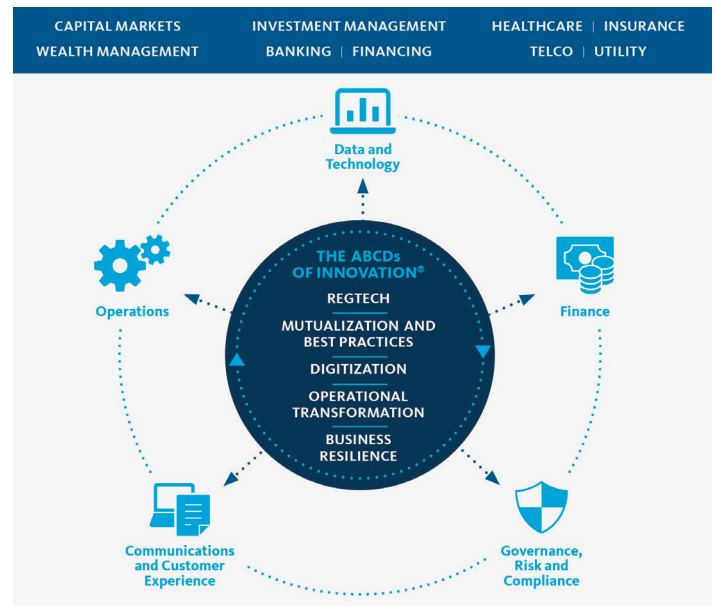 CAPITAL MARKETS
WEALTH MANAGEMENT
INVESTMENT MANAGEMENT
BANKING | FINANCING
HEALTHCARE | INSURANCE
TELCO | UTILITY
Data and
Technology
Operations
Finance
THE ABCDs
OF INNOVATION®
REGTECH
MUTUALIZATION AND
BEST PRACTICES
DIGITIZATION
OPERATIONAL
TRANSFORMATION
BUSINESS
RESILIENCE
Communications
and Customer
Experience
Governance,
Risk and
Compliance